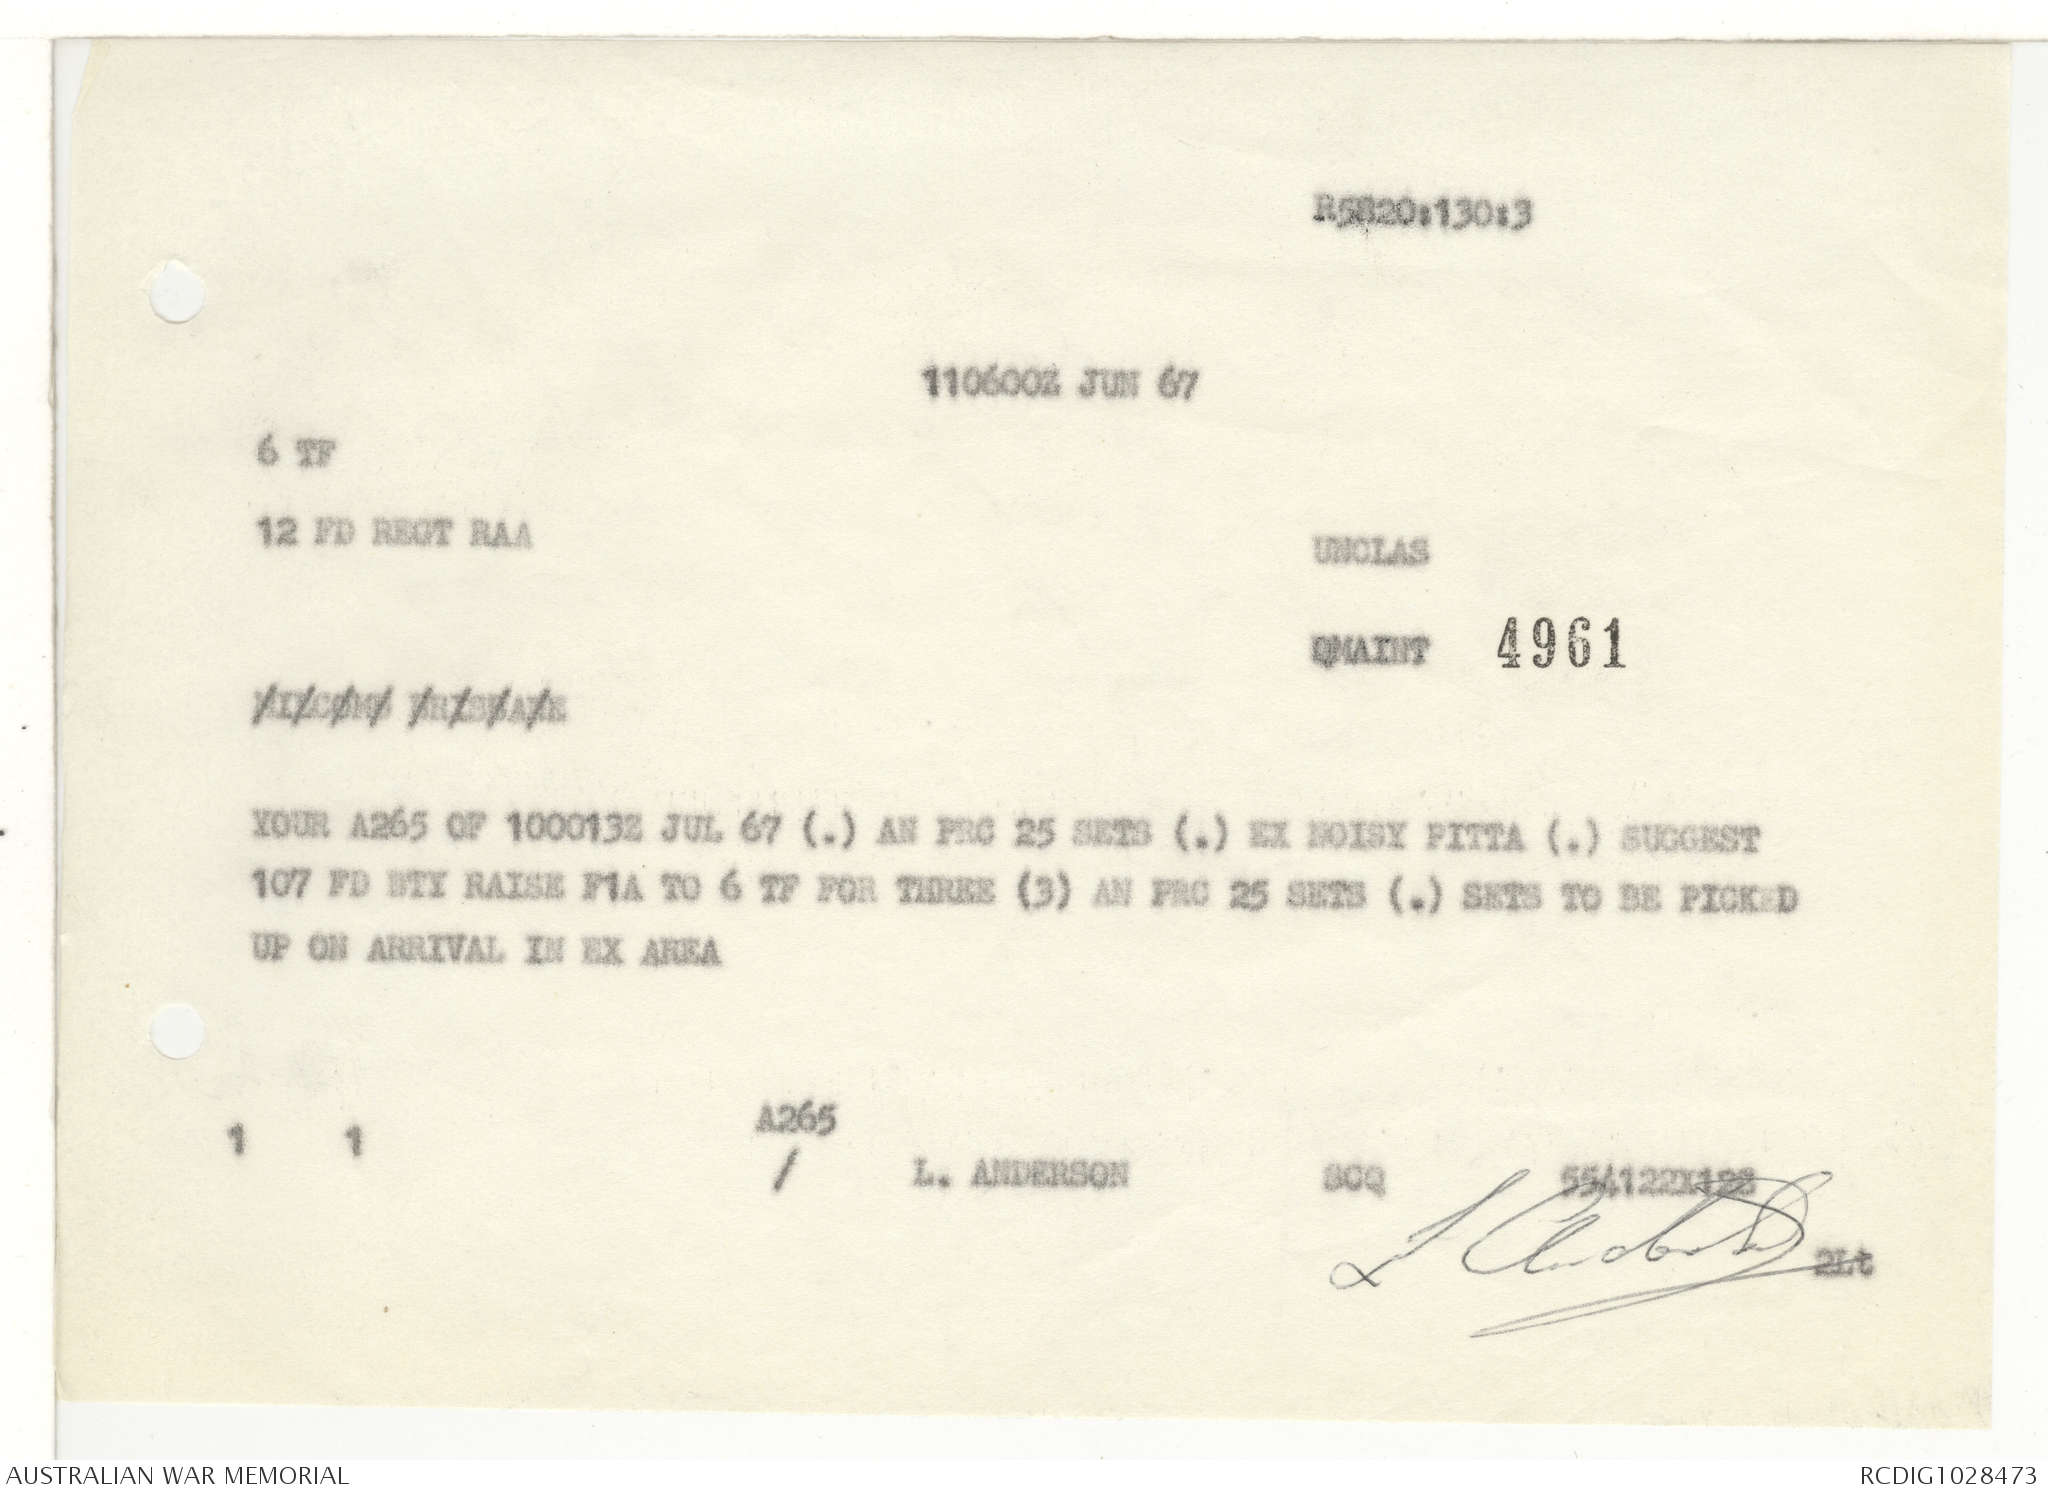 R5820:130:3
110600Z JUN 67
6 TF
12 FD REGT RAA
UNCLAS
QMAINT 4961
YOUR A265 OF 100013Z JUL 67 (.) AN PRC 25 SETS (.) EX NOISY PITTA (.) SUGGEST
107 FD BTY RAISE F1A TO 6 TF FOR THREE (3) AN PRC 25 SETS (.) SETS TO BE PICKED
UP ON ARRIVAL IN EX AREA
A265
1 1
/ L. ANDERSON SCQ 554122X122
L Anderson
2Lt
AUSTRALIAN WAR MEMORIAL RCDIG1028473